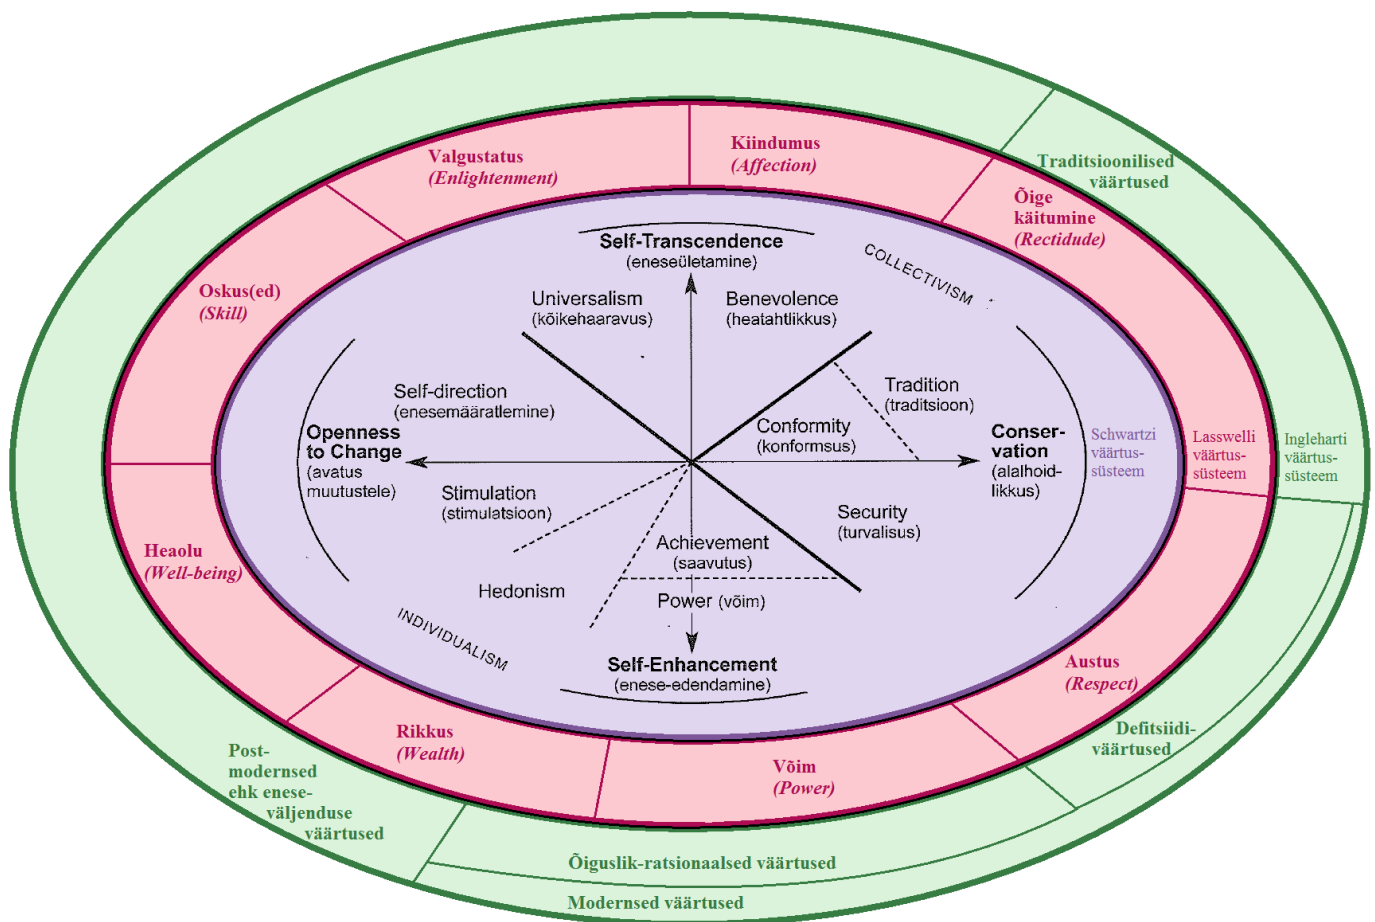 Valgustatus
(Enlightenment)
Kiindumus
(Affection)
Traditsioonilised
väärtused
Õige
käitumine
(Rectidude)
Oskus(ed)
(Skill)
Self-Transcendence
(eneseületamine)
COLLECTIVISM
Universalism
(kõikehaaravus)
Benevolence
(heatahtlikkus)
Self-direction
(enesemääratlemine)
Tradition
(traditsioon)
Conformity
(konformsus)
Openness
to Change
(avatus
muutustele)
Conser-
vation
(alalhoid-
likkus)
Schwartzi
väärtus-
süsteem
Lasswelli
väärtus-
süsteem
Ingleharti
väärtus-
süsteem
Stimulation
(stimulatsioon)
Security
(turvalisus)
Heaolu
(Well-being)
Achievement
(saavutus)
Hedonism
Power (võim)
INDIVIDUALISM
Self-Enhancement
(enese-edendamine)
Austus
(Respect)
Rikkus
(Wealth)
Võim
(Power)
Defitsiidi-
väärtused
Post-
modernsed
ehk enese-
väljenduse
väärtused
Õiguslik-ratsionaalsed väärtused
Modernsed väärtused